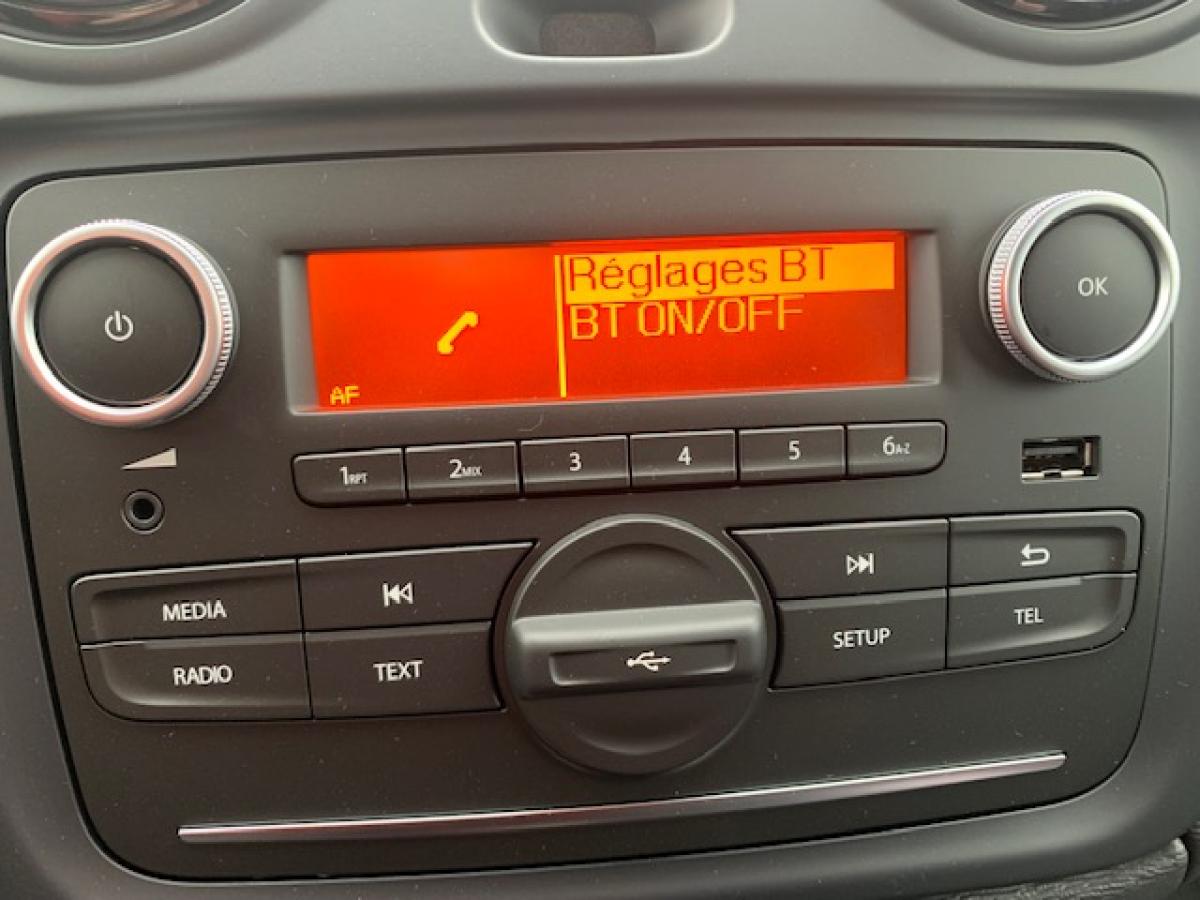 Réglages BT
BT ON/OFF
AF
OK
1RPT
2MIX
3
4
5
6A-Z
MEDIA
RADIO
TEXT
SETUP
TEL